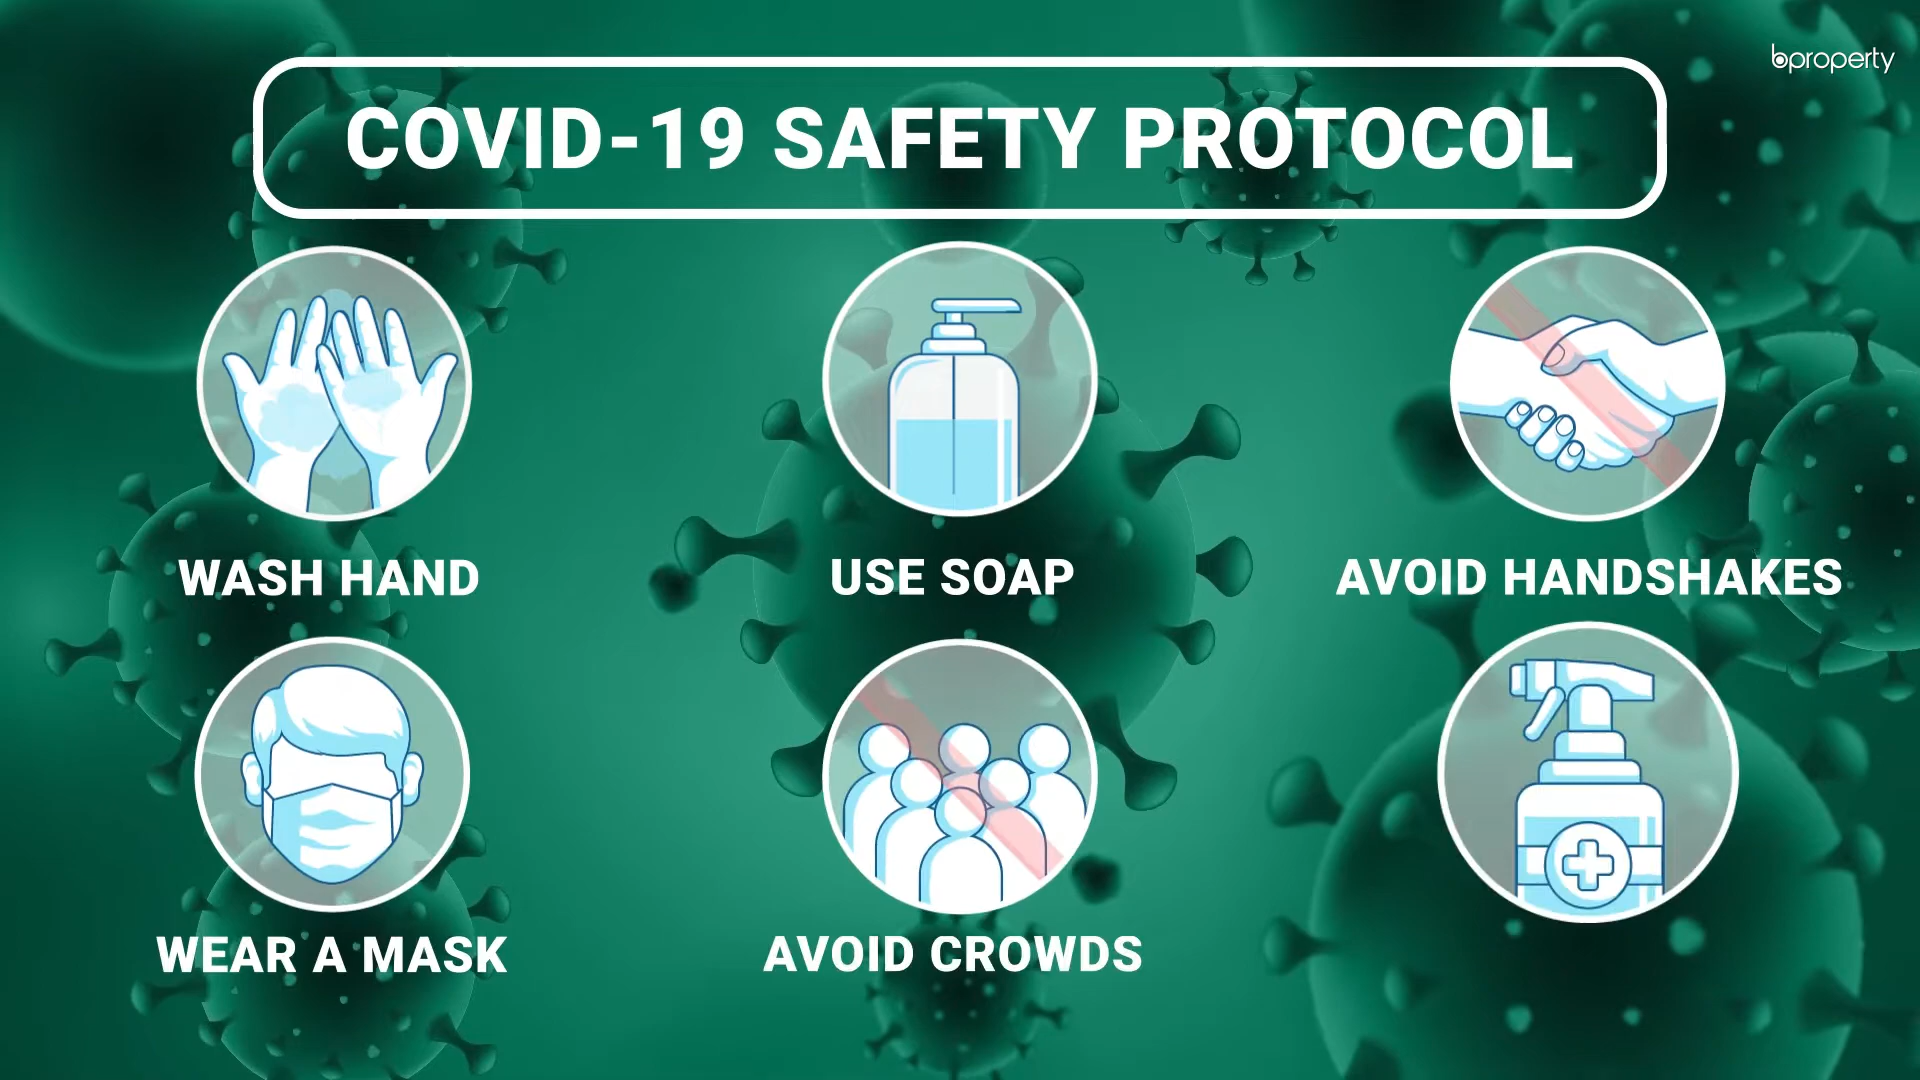 bproperty
COVID-19 SAFETY PROTOCOL
WASH HAND
USE SOAP
AVOID HANDSHAKES
WEAR A MASK
AVOID CROWDS